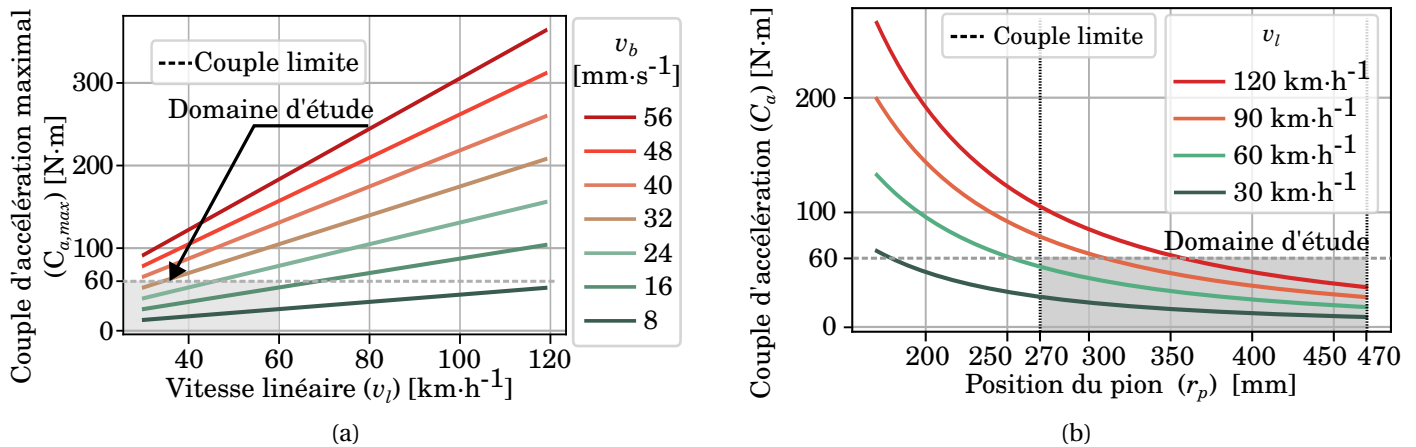 Couple d'accélération maximal
(C_{a,max}) [N·m]
300
200
100
60
0
Couple limite
Domaine d'étude
40
60
80
100
120
Vitesse linéaire (v_l) [km·h⁻¹]
v_b
[mm·s⁻¹]
56
48
40
32
24
16
8
(a)
Couple d'accélération (C_a) [N·m]
200
100
60
0
Couple limite
v_l
120 km·h⁻¹
90 km·h⁻¹
60 km·h⁻¹
30 km·h⁻¹
Domaine d'étude
200
250
270
300
350
400
450
470
Position du pion (r_p) [mm]
(b)